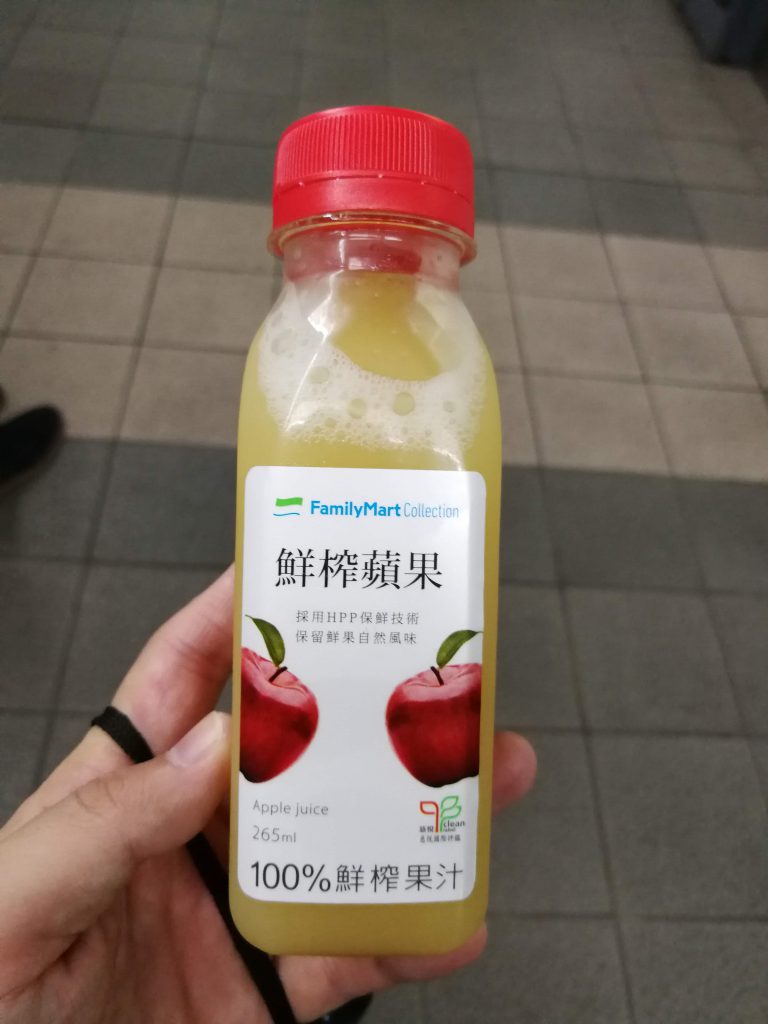 FamilyMart Collection
鮮榨蘋果
採用HPP保鮮技術
保留鮮果自然風味
Apple juice
265ml
clean
100%鮮榨果汁